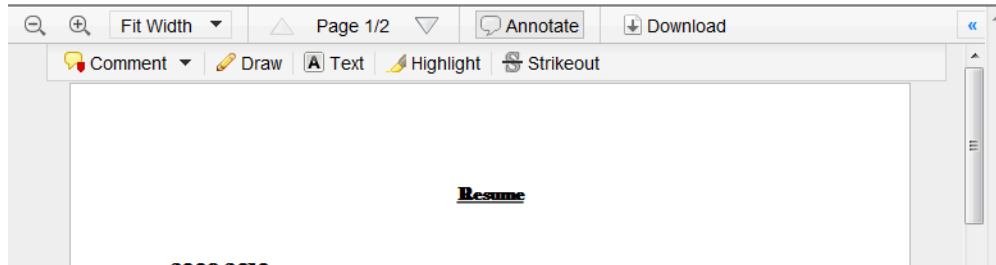 Fit Width Page 1/2 Annotate Download «
Comment Draw A Text Highlight S Strikeout
Resume